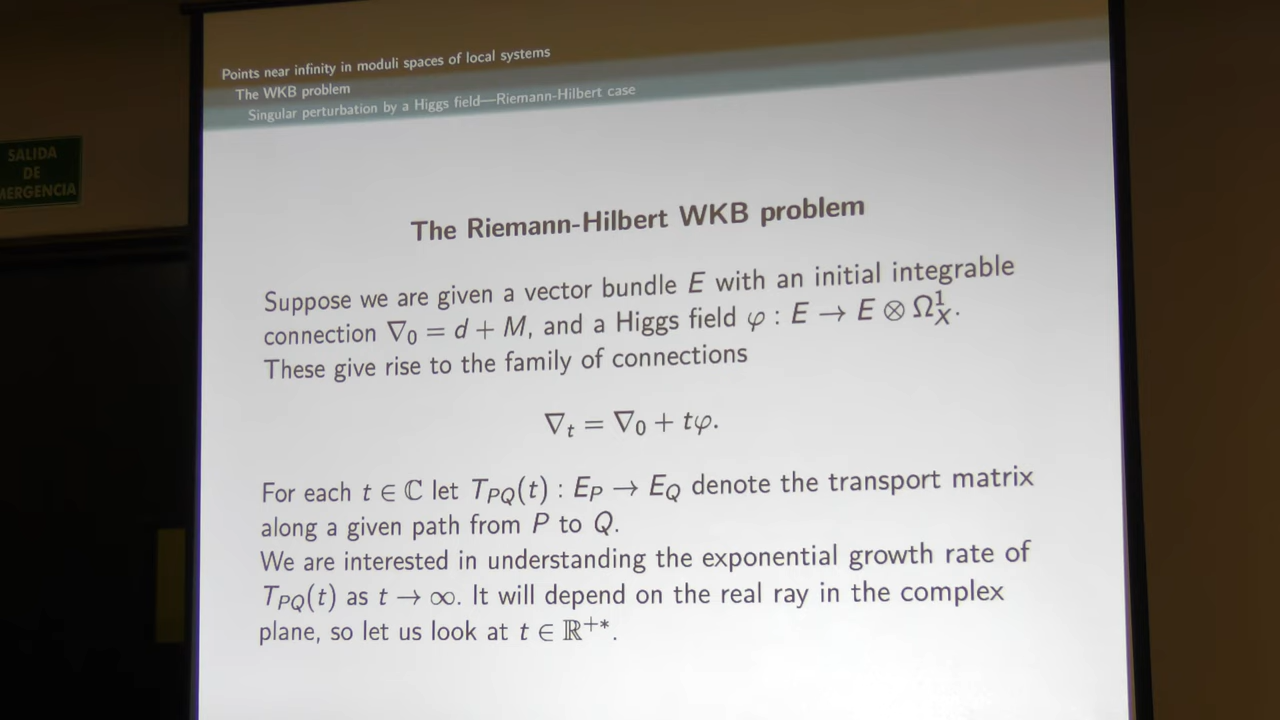 Points near infinity in moduli spaces of local systems
The WKB problem
Singular perturbation by a Higgs field—Riemann-Hilbert case
SALIDA
DE
MERGENCIA
The Riemann-Hilbert WKB problem
Suppose we are given a vector bundle E with an initial integrable
connection ∇₀ = d + M, and a Higgs field φ : E → E ⊗ Ω¹_X.
These give rise to the family of connections
∇_t = ∇₀ + tφ.
For each t ∈ ℂ let T_PQ(t) : E_P → E_Q denote the transport matrix
along a given path from P to Q.
We are interested in understanding the exponential growth rate of
T_PQ(t) as t → ∞. It will depend on the real ray in the complex
plane, so let us look at t ∈ ℝ⁺*.